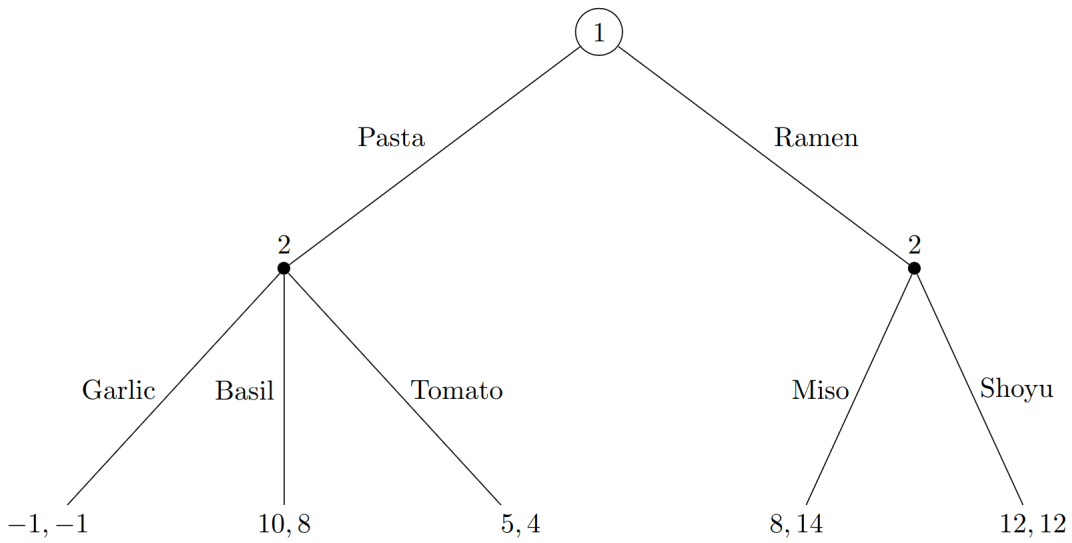 1
Pasta
Ramen
2
2
Garlic
Basil
Tomato
Miso
Shoyu
−1, −1
10, 8
5, 4
8, 14
12, 12